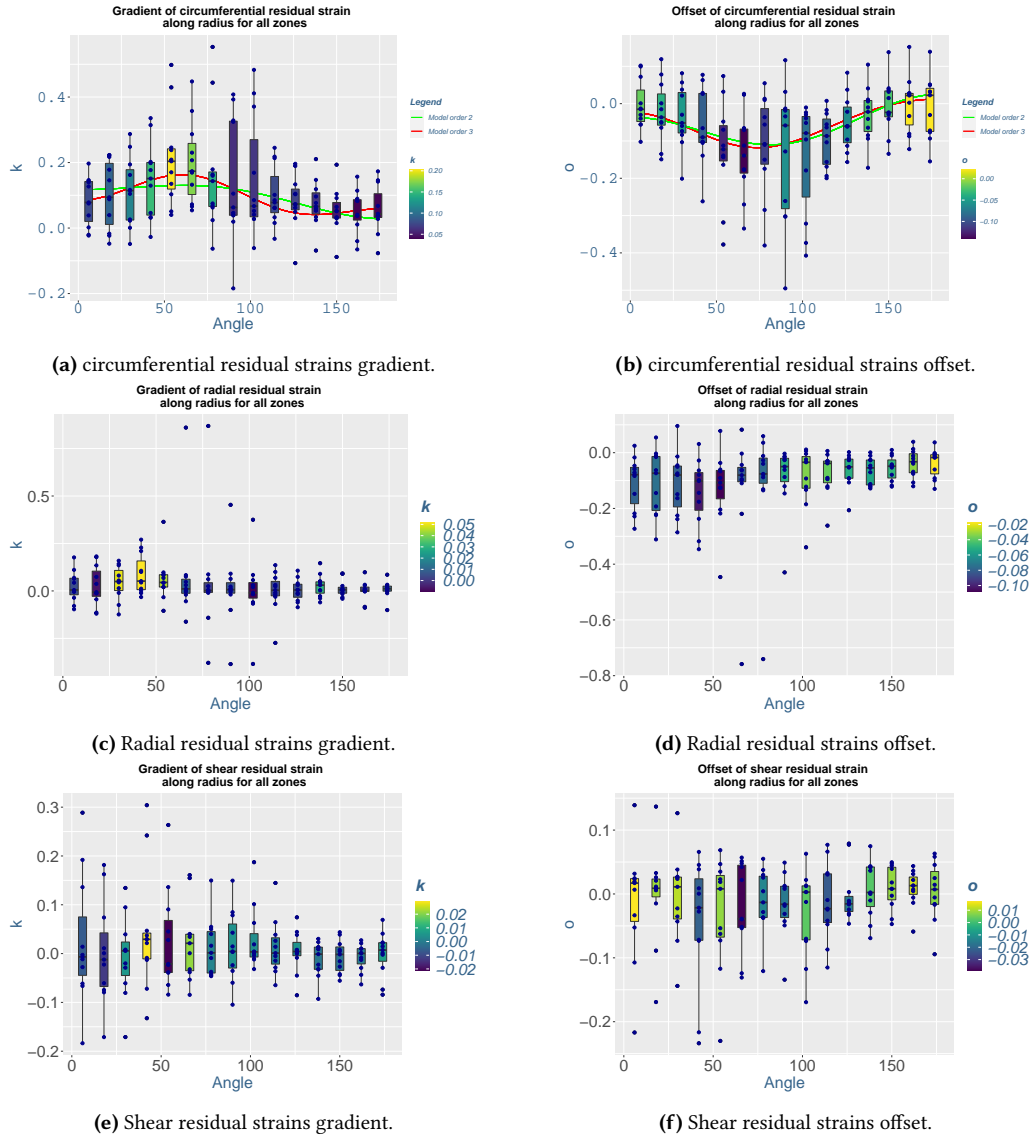 Gradient of circumferential residual strain
along radius for all zones
0.4
0.2
0.0
−0.2
k
0 50 100 150
Angle
Legend
Model order 2
Model order 3
k
0.20
0.15
0.10
0.05
(a) circumferential residual strains gradient.
Offset of circumferential residual strain
along radius for all zones
0.0
−0.2
−0.4
o
0 50 100 150
Angle
Legend
Model order 2
Model order 3
o
0.00
−0.05
−0.10
(b) circumferential residual strains offset.
Gradient of radial residual strain
along radius for all zones
0.5
0.0
k
0 50 100 150
Angle
k
0.05
0.04
0.03
0.02
0.01
0.00
(c) Radial residual strains gradient.
Offset of radial residual strain
along radius for all zones
0.0
−0.2
−0.4
−0.6
−0.8
o
0 50 100 150
Angle
o
−0.02
−0.04
−0.06
−0.08
−0.10
(d) Radial residual strains offset.
Gradient of shear residual strain
along radius for all zones
0.3
0.2
0.1
0.0
−0.1
−0.2
k
0 50 100 150
Angle
k
0.02
0.01
0.00
−0.01
−0.02
(e) Shear residual strains gradient.
Offset of shear residual strain
along radius for all zones
0.1
0.0
−0.1
−0.2
o
0 50 100 150
Angle
o
0.01
0.00
−0.01
−0.02
−0.03
(f) Shear residual strains offset.